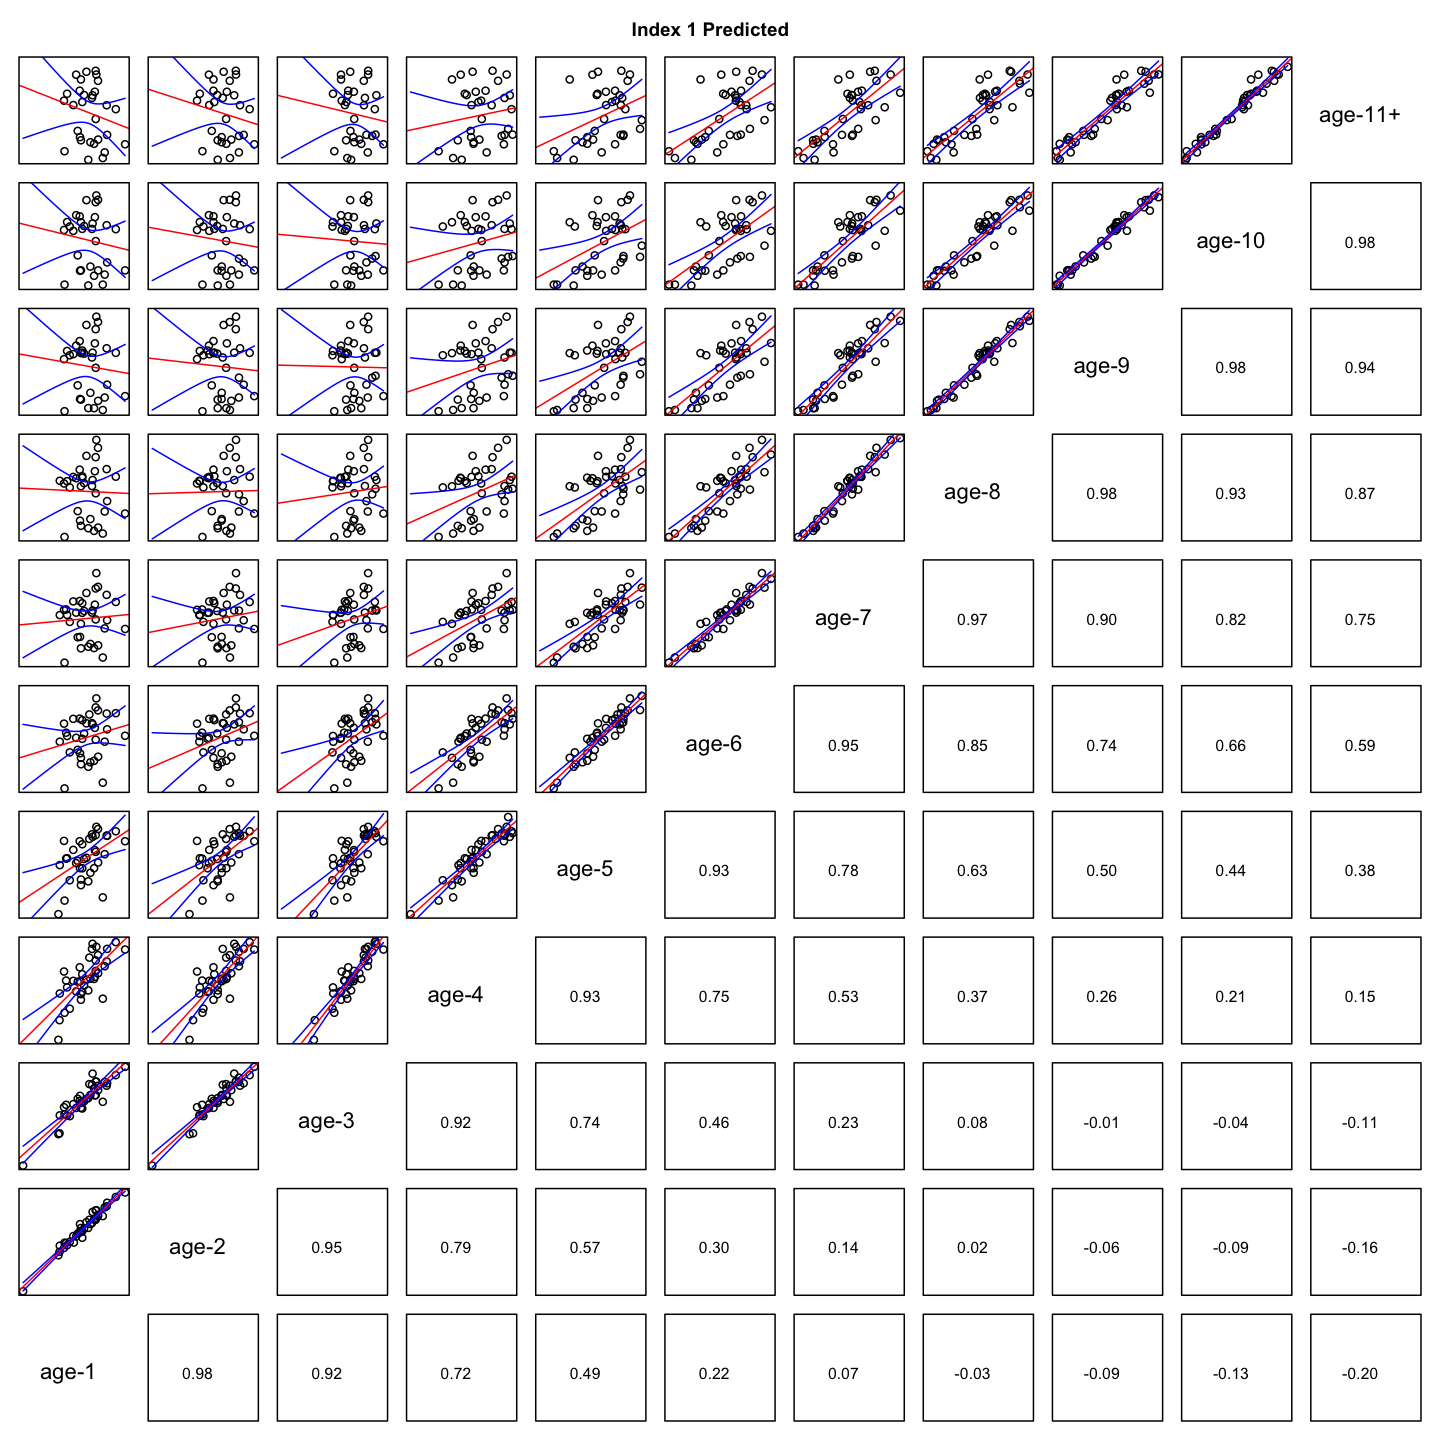 Index 1 Predicted
age-11+
age-10 0.98
age-9 0.98 0.94
age-8 0.98 0.93 0.87
age-7 0.97 0.90 0.82 0.75
age-6 0.95 0.85 0.74 0.66 0.59
age-5 0.93 0.78 0.63 0.50 0.44 0.38
age-4 0.93 0.75 0.53 0.37 0.26 0.21 0.15
age-3 0.92 0.74 0.46 0.23 0.08 -0.01 -0.04 -0.11
age-2 0.95 0.79 0.57 0.30 0.14 0.02 -0.06 -0.09 -0.16
age-1 0.98 0.92 0.72 0.49 0.22 0.07 -0.03 -0.09 -0.13 -0.20